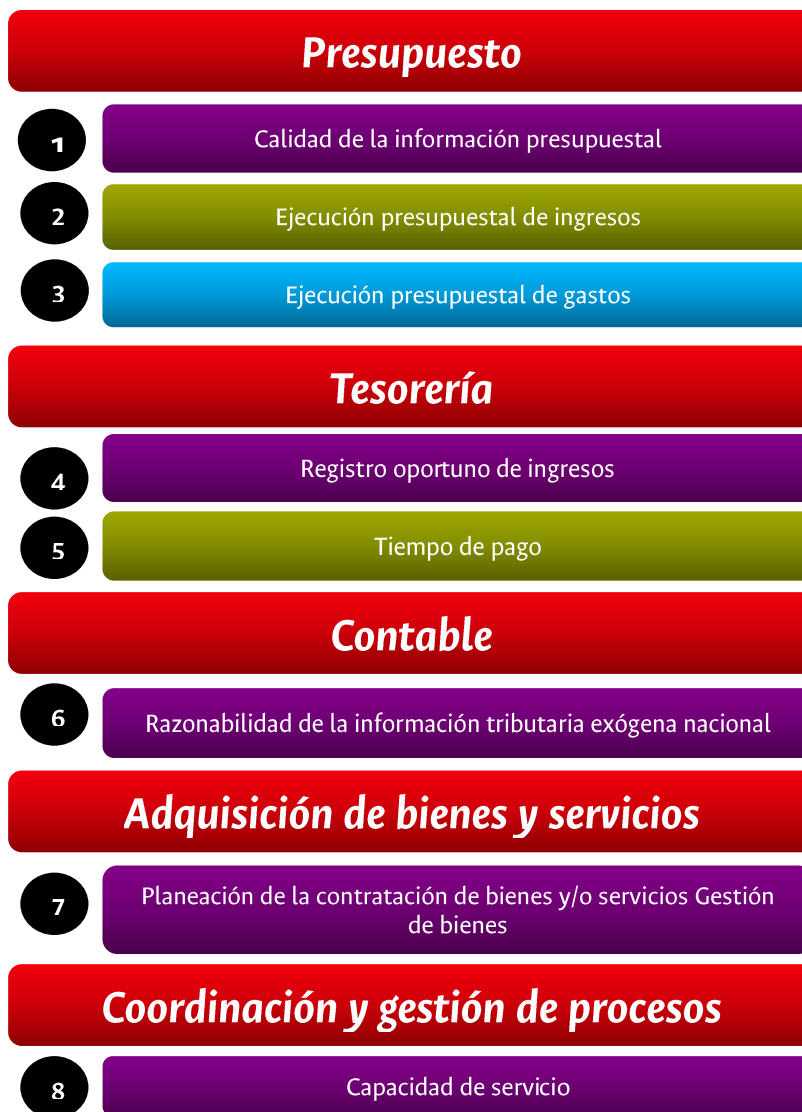 Presupuesto
1
Calidad de la información presupuestal
2
Ejecución presupuestal de ingresos
3
Ejecución presupuestal de gastos
Tesorería
4
Registro oportuno de ingresos
5
Tiempo de pago
Contable
6
Razonabilidad de la información tributaria exógena nacional
Adquisición de bienes y servicios
7
Planeación de la contratación de bienes y/o servicios Gestión
de bienes
Coordinación y gestión de procesos
8
Capacidad de servicio